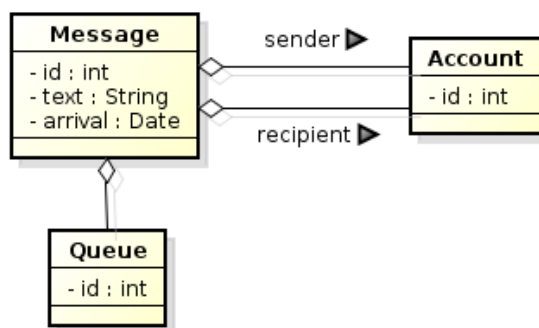 Message
- id : int
- text : String
- arrival : Date
sender
recipient
Account
- id : int
Queue
- id : int